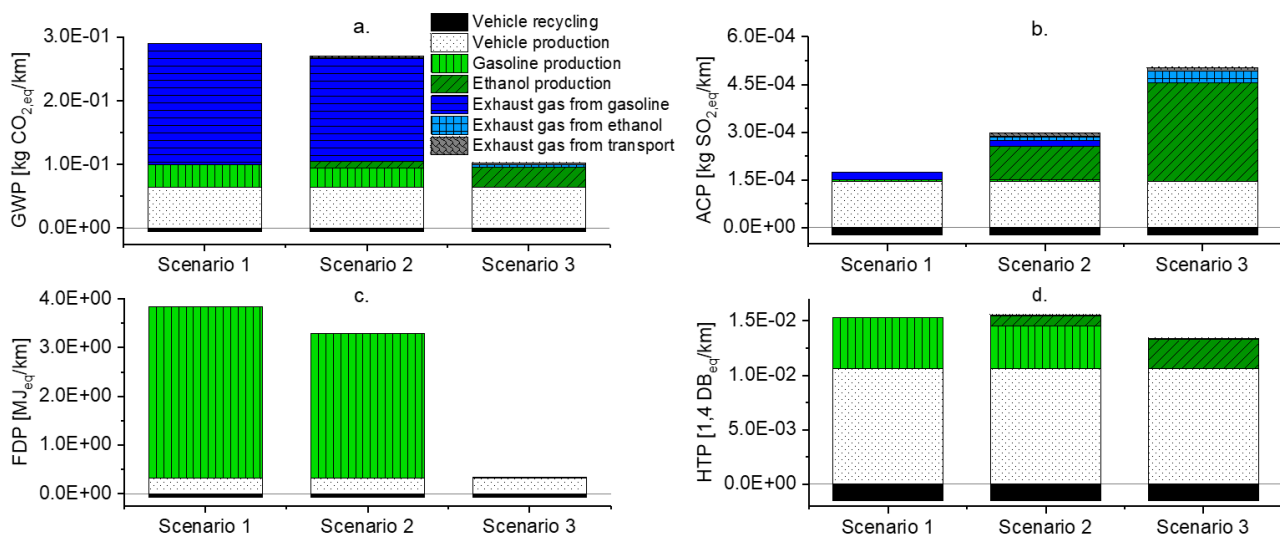 a.
GWP [kg CO2,eq/km]
3.0E-01
2.0E-01
1.0E-01
0.0E+00
Scenario 1
Scenario 2
Scenario 3
Vehicle recycling
Vehicle production
Gasoline production
Ethanol production
Exhaust gas from gasoline
Exhaust gas from ethanol
Exhaust gas from transport
b.
ACP [kg SO2,eq/km]
6.0E-04
4.5E-04
3.0E-04
1.5E-04
0.0E+00
Scenario 1
Scenario 2
Scenario 3
c.
FDP [MJeq/km]
4.0E+00
3.0E+00
2.0E+00
1.0E+00
0.0E+00
Scenario 1
Scenario 2
Scenario 3
d.
HTP [1,4 DBeq/km]
1.5E-02
1.0E-02
5.0E-03
0.0E+00
Scenario 1
Scenario 2
Scenario 3